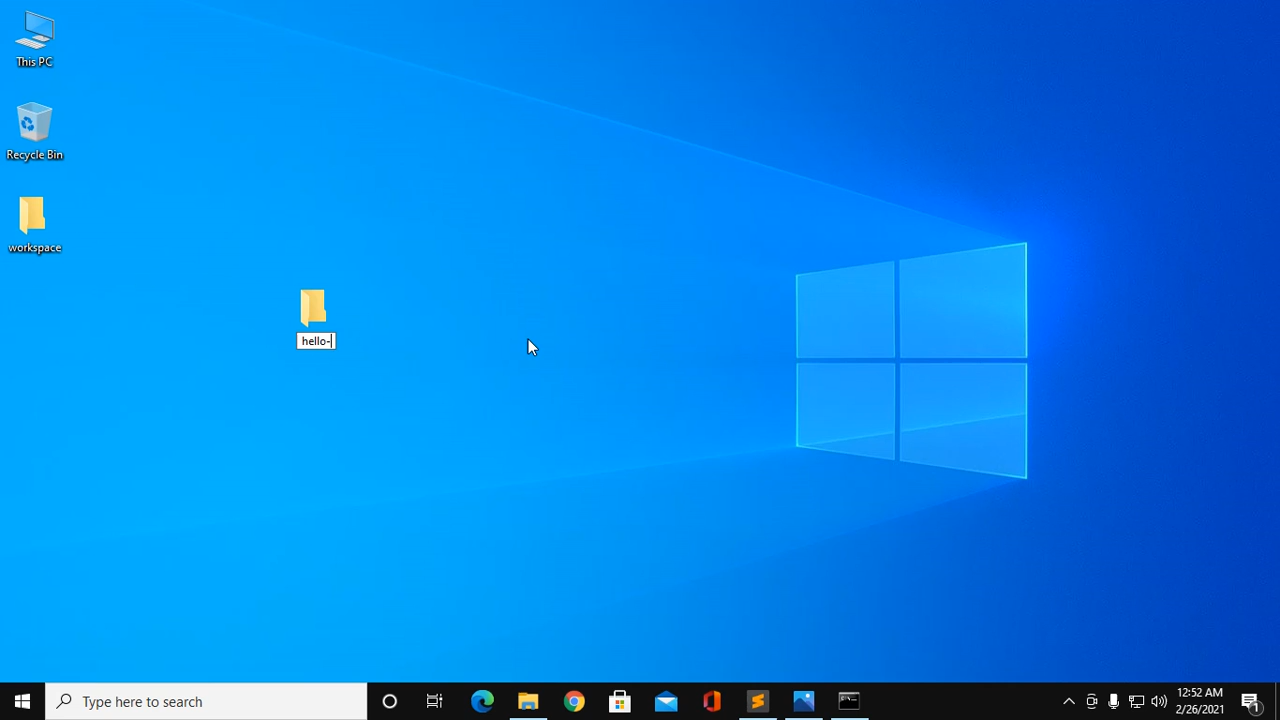 This PC
Recycle Bin
workspace
hello-
Type here to search
12:52 AM
2/26/2021
1